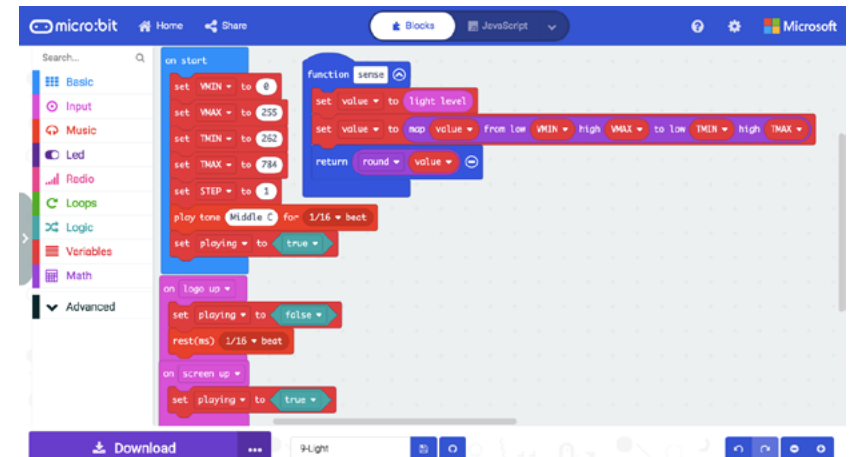 micro:bit Home Share Blocks JavaScript Microsoft
Search...
Basic
Input
Music
Led
Radio
Loops
Logic
Variables
Math
Advanced
on start
set VMIN to 0
set VMAX to 255
set TMIN to 262
set TMAX to 784
set STEP to 1
play tone Middle C for 1/16 beat
set playing to true
function sense
set value to light level
set value to map value from low VMIN high VMAX to low TMIN high TMAX
return round value
on logo up
set playing to false
rest(ms) 1/16 beat
on screen up
set playing to true
Download ... 9-Light